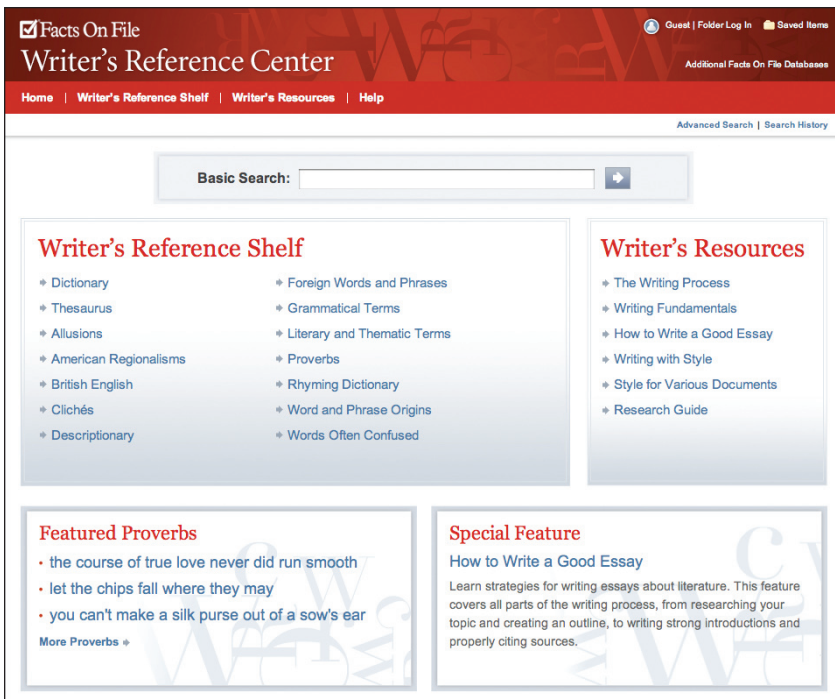 Facts On File
Writer's Reference Center
Guest | Folder Log In Saved Items
Additional Facts On File Databases
Home | Writer's Reference Shelf | Writer's Resources | Help
Advanced Search | Search History
Basic Search:
Writer's Reference Shelf
Dictionary
Thesaurus
Allusions
American Regionalisms
British English
Clichés
Descriptionary
Foreign Words and Phrases
Grammatical Terms
Literary and Thematic Terms
Proverbs
Rhyming Dictionary
Word and Phrase Origins
Words Often Confused
Writer's Resources
The Writing Process
Writing Fundamentals
How to Write a Good Essay
Writing with Style
Style for Various Documents
Research Guide
Featured Proverbs
• the course of true love never did run smooth
• let the chips fall where they may
• you can't make a silk purse out of a sow's ear
More Proverbs
Special Feature
How to Write a Good Essay
Learn strategies for writing essays about literature. This feature
covers all parts of the writing process, from researching your
topic and creating an outline, to writing strong introductions and
properly citing sources.